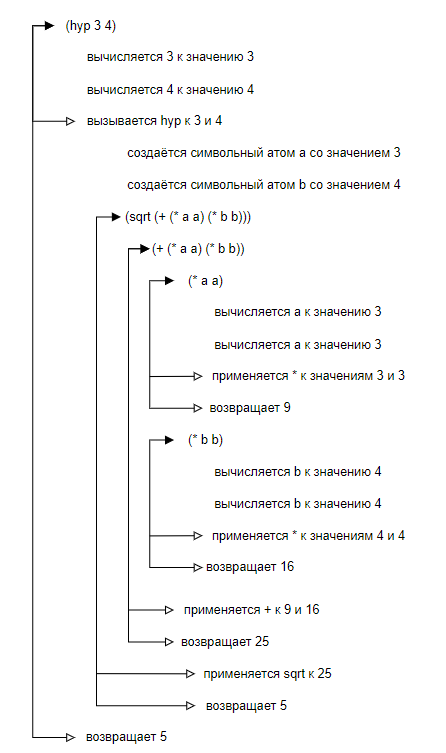 (hyp 3 4)
вычисляется 3 к значению 3
вычисляется 4 к значению 4
вызывается hyp к 3 и 4
создаётся символьный атом a со значением 3
создаётся символьный атом b со значением 4
(sqrt (+ (* a a) (* b b)))
(+ (* a a) (* b b))
(* a a)
вычисляется a к значению 3
вычисляется a к значению 3
применяется * к значениям 3 и 3
возвращает 9
(* b b)
вычисляется b к значению 4
вычисляется b к значению 4
применяется * к значениям 4 и 4
возвращает 16
применяется + к 9 и 16
возвращает 25
применяется sqrt к 25
возвращает 5
возвращает 5